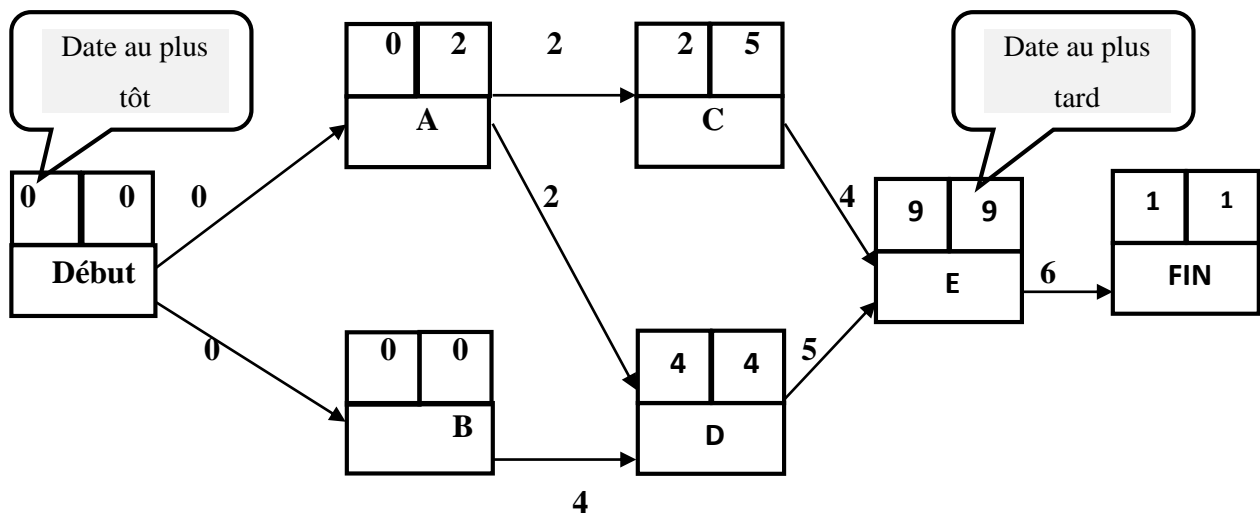 Date au plus
tôt
0 2
2
2 5
Date au plus
tard
A
C
0 0
0
2
4
9 9
1 1
Début
E
6
FIN
0
0 0
4 4
5
B
D
4